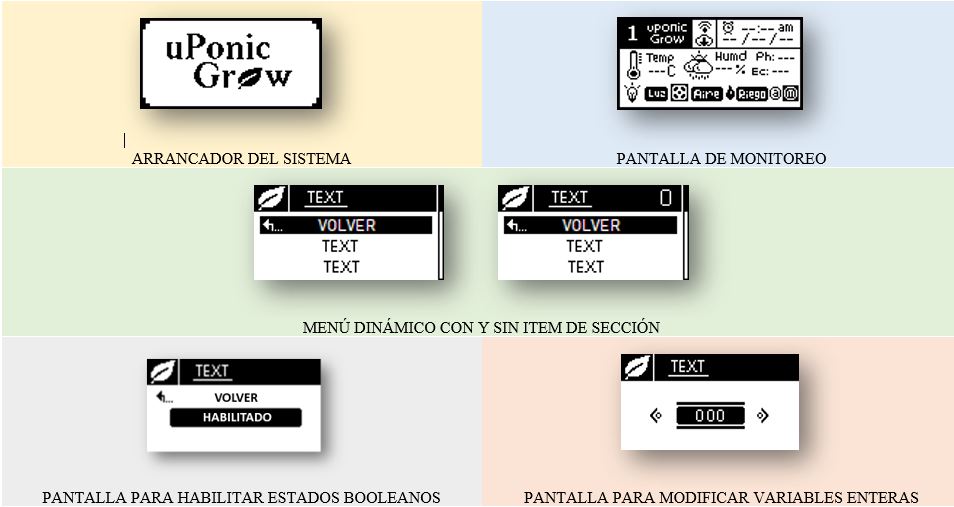 uPonic
Grow
ARRANCADOR DEL SISTEMA
1 uponic Grow --:-- am
-- /-- /--
Temp ---C Humd ---% Ph: ---
Ec: ---
Luz Aire Riego a m
PANTALLA DE MONITOREO
TEXT
VOLVER
TEXT
TEXT
TEXT 0
VOLVER
TEXT
TEXT
MENÚ DINÁMICO CON Y SIN ITEM DE SECCIÓN
TEXT
VOLVER
HABILITADO
PANTALLA PARA HABILITAR ESTADOS BOOLEANOS
TEXT
000
PANTALLA PARA MODIFICAR VARIABLES ENTERAS